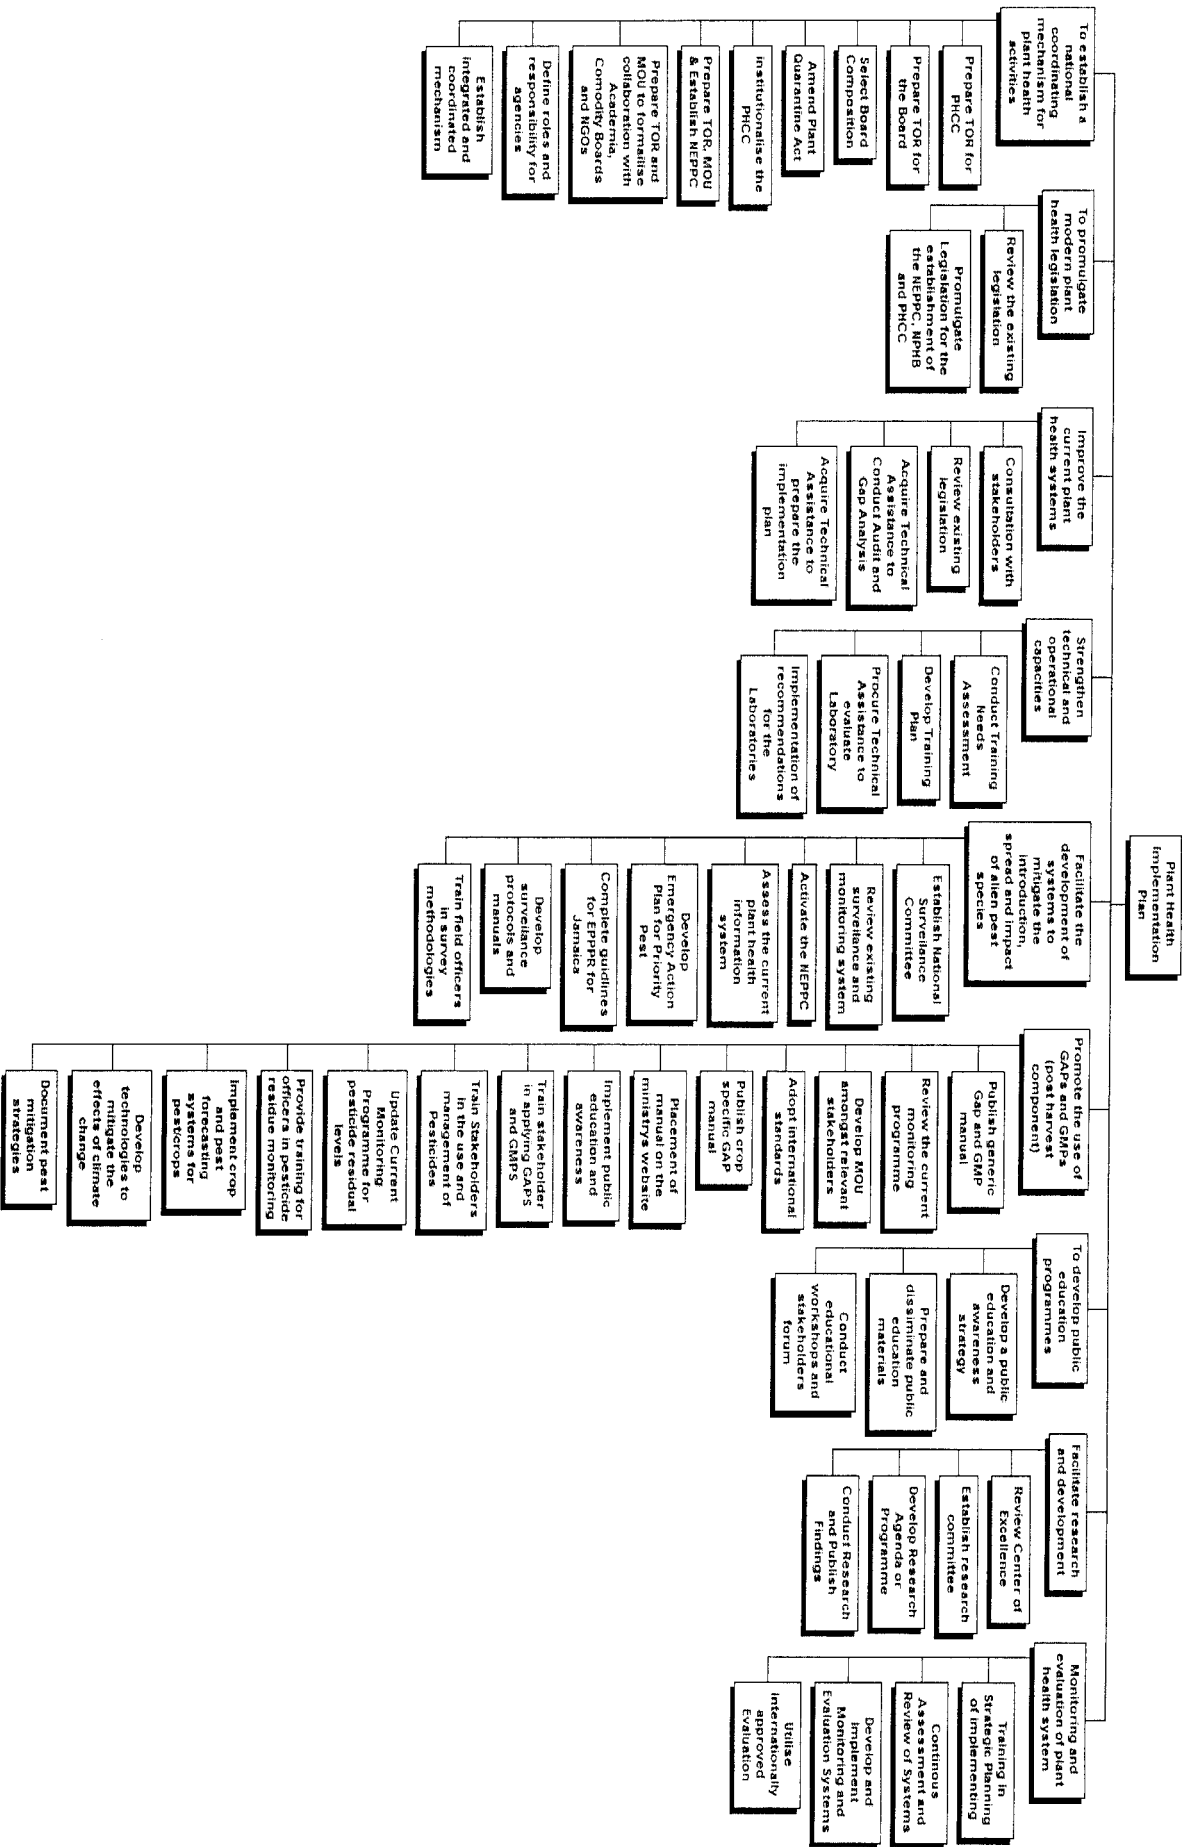 Plant Health
Implementation
Plan
To establish a
national
coordinating
mechanism for
plant health
activities
Prepare TOR for
PHCC
Prepare TOR for
the Board
Select Board
Composition
Amend Plant
Quarantine Act
institutionalise the
PHCC
Prepare TOR, MOU
& Establish NEPPC
Prepare TOR and
MOU to formailise
collaboration with
Academia,
Comodity Boards
and NGOs
Define roles and
responsibility for
agencies
Establish
integrated and
coordinated
mechanism
To promulgate
modern plant
health legislation
Review the existing
legislation
Promulgate
Legislation for the
establishment of
the NEPPC, NPHB
and PHCC
Improve the
current plant
health systems
Consultation with
stakeholders
Review existing
legislation
Acquire Technical
Assistance to
Conduct Audit and
Gap Analysis
Acquire Technical
Assistance to
prepare the
implementation
plan
Strengthen
technical and
operational
capacities
Conduct Training
Needs
Assessment
Develop Training
Plan
Procure Technical
Assistance to
evaluate
Laboratory
Implementation of
recommendations
for the
Laboratories
Facilitate the
development of
systems to
mitigate the
introduction,
spread and impact
of alien pest
species
Establish National
Surveilance
Committee
Review existing
surveilance and
monitoring system
Activate the NEPPC
Assess the current
plant health
information
system
Develop
Emergency Action
Plan for Priority
Pest
Complete guidlines
for EPPPR for
Jamaica
Develop
surveilance
protocols and
manuals
Train field officers
in survey
methodologies
Promote the use of
GAPs and GMPs
(post harvest
component)
Publish generic
Gap and GMP
manual
Review the current
monitoring
programme
Develop MOU
amongst relevant
stakeholders
Adopt international
standards
Publish crop
specific GAP
manual
Placement of
manual on the
ministrys website
Implement public
education and
awareness
Train stakeholder
in applying GAPS
and GMPS
Train Stakeholders
in the use and
management of
Pesticides
Update Current
Monitoring
Programme for
pesticide residual
levels
Provide training for
officers in pesticide
residue monitoring
Implement crop
and pest
forecasting
systems for
pest/crops
Develop
technologies to
mitigate the
effects of climate
change
Document pest
mitigation
strategies
To develop public
education
programmes
Develop a public
education and
awareness
strategy
Prepare and
dissiminate public
education
materials
Conduct
educational
workshops and
stakeholders
forum
Facilitate research
and development
Review Center of
Excellence
Establish research
committee
Develop Research
Agenda or
Programme
Conduct Research
and Publish
Findings
Monitoring and
evaluation of plant
health system
Training in
Strategic Planning
of implementing
Continous
Assessment and
Review of Systems
Develop and
Implement
Monitoring and
Evaluation Systems
Utilise
internationally
approved
Evaluation